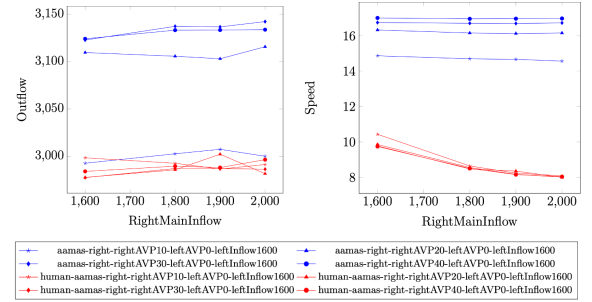 3,150
3,100
3,050
3,000
Outflow
1,600
1,700
1,800
1,900
2,000
RightMainInflow
16
14
12
10
8
Speed
1,600
1,700
1,800
1,900
2,000
RightMainInflow
aamas-right-rightAVP10-leftAVP0-leftInflow1600
aamas-right-rightAVP20-leftAVP0-leftInflow1600
aamas-right-rightAVP30-leftAVP0-leftInflow1600
aamas-right-rightAVP40-leftAVP0-leftInflow1600
human-aamas-rightAVP10-leftAVP0-leftInflow1600
human-aamas-rightAVP20-leftAVP0-leftInflow1600
human-aamas-rightAVP30-leftAVP0-leftInflow1600
human-aamas-rightAVP40-leftAVP0-leftInflow1600